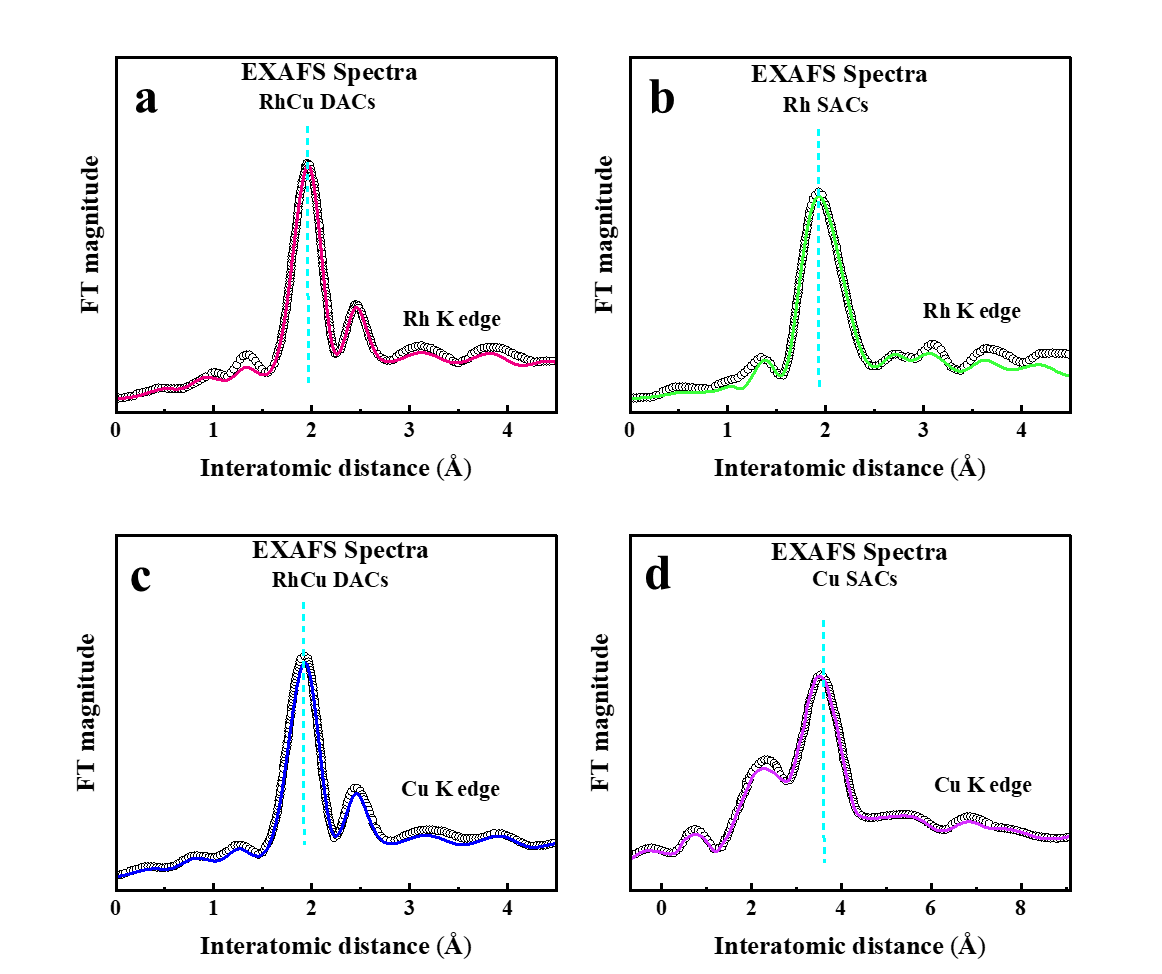 a
EXAFS Spectra
RhCu DACs
FT magnitude
Rh K edge
0 1 2 3 4
Interatomic distance (Å)
b
EXAFS Spectra
Rh SACs
FT magnitude
Rh K edge
0 1 2 3 4
Interatomic distance (Å)
c
EXAFS Spectra
RhCu DACs
FT magnitude
Cu K edge
0 1 2 3 4
Interatomic distance (Å)
d
EXAFS Spectra
Cu SACs
FT magnitude
Cu K edge
0 2 4 6 8
Interatomic distance (Å)